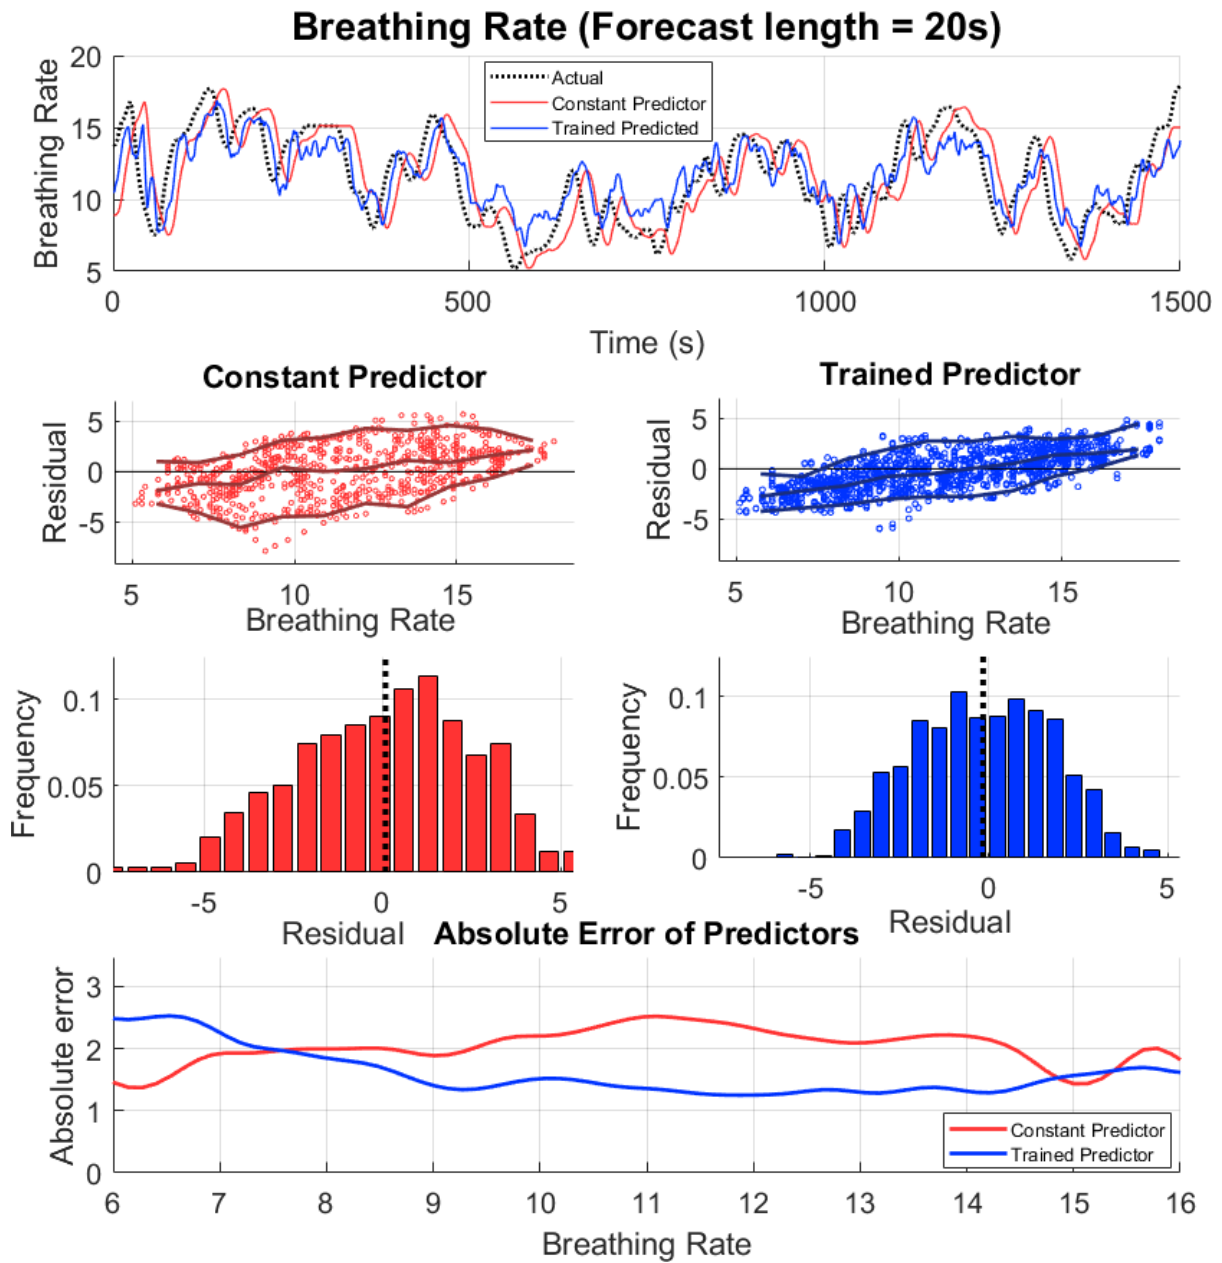 Breathing Rate (Forecast length = 20s)
Breathing Rate
20
15
10
5
Actual
Constant Predictor
Trained Predicted
0
500
1000
1500
Time (s)
Constant Predictor
Residual
5
0
-5
5
10
15
Breathing Rate
Trained Predictor
Residual
5
0
-5
5
10
15
Breathing Rate
Frequency
0.1
0.05
0
-5
0
5
Residual
Frequency
0.1
0.05
0
-5
0
5
Residual
Absolute Error of Predictors
Absolute error
3
2
1
0
Constant Predictor
Trained Predictor
6
7
8
9
10
11
12
13
14
15
16
Breathing Rate